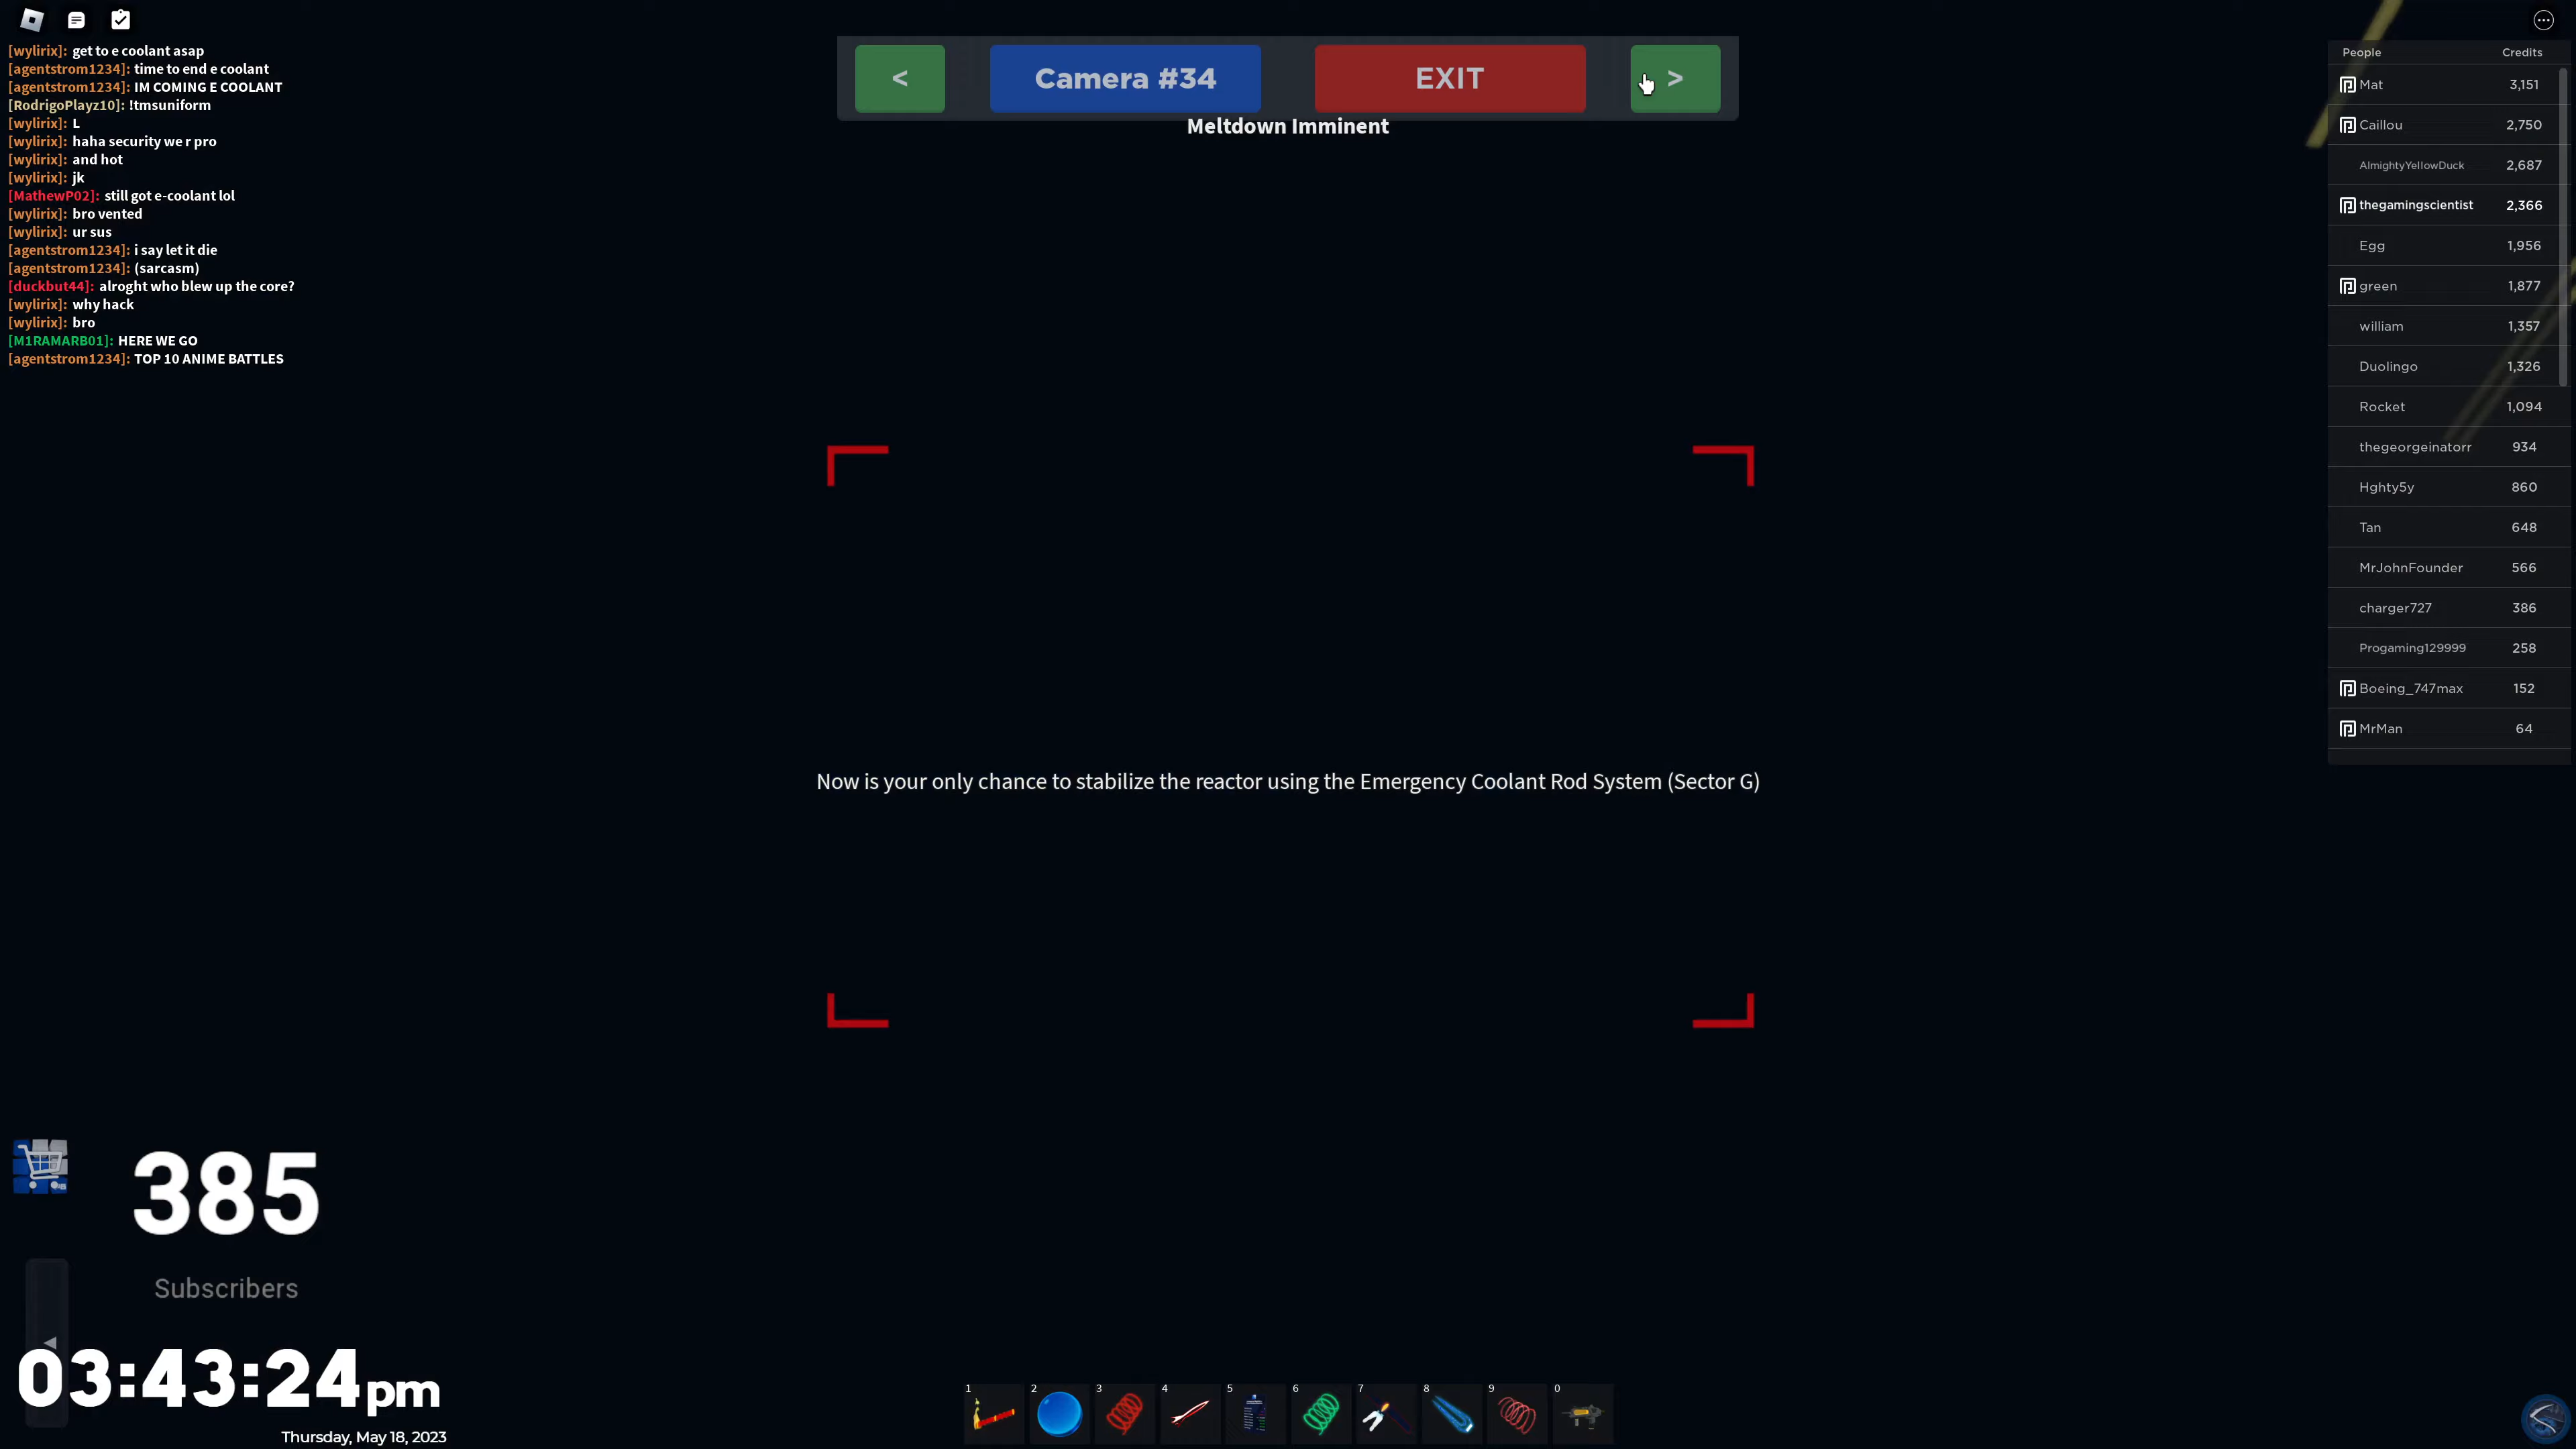 [wylirix]: get to e coolant asap
[agentstrom1234]: time to end e coolant
[agentstrom1234]: IM COMING E COOLANT
[RodrigoPlayz10]: !tmsuniform
[wylirix]: L
[wylirix]: haha security we r pro
[wylirix]: and hot
[wylirix]: jk
[MathewP02]: still got e-coolant lol
[wylirix]: bro vented
[wylirix]: ur sus
[agentstrom1234]: i say let it die
[agentstrom1234]: (sarcasm)
[duckbut44]: alroght who blew up the core?
[wylirix]: why hack
[wylirix]: bro
[M1RAMARB01]: HERE WE GO
[agentstrom1234]: TOP 10 ANIME BATTLES
< Camera #34 EXIT >
Meltdown Imminent
People Credits
Mat 3,151
Caillou 2,750
AlmightyYellowDuck 2,687
thegamingscientist 2,366
Egg 1,956
green 1,877
william 1,357
Duolingo 1,326
Rocket 1,094
thegeorgeinatorr 934
Hghty5y 860
Tan 648
MrJohnFounder 566
charger727 386
Progaming129999 258
Boeing_747max 152
MrMan 64
Now is your only chance to stabilize the reactor using the Emergency Coolant Rod System (Sector G)
385
Subscribers
03:43:24pm
Thursday, May 18, 2023
1 2 3 4 5 6 7 8 9 0